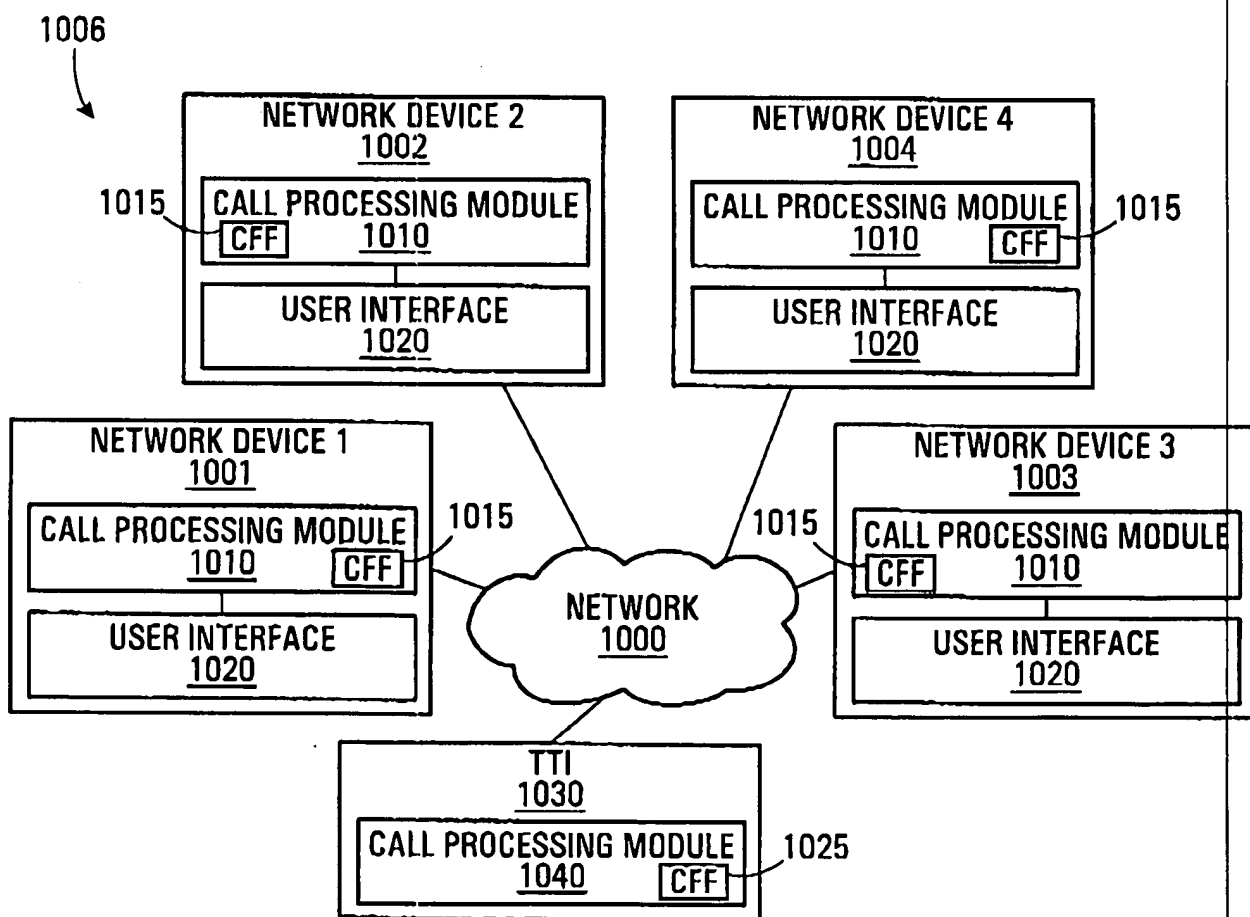 1006
NETWORK DEVICE 2
1002
1015
CALL PROCESSING MODULE
1010
CFF
USER INTERFACE
1020
NETWORK DEVICE 4
1004
CALL PROCESSING MODULE
1010
CFF
1015
USER INTERFACE
1020
NETWORK DEVICE 1
1001
CALL PROCESSING MODULE
1010
CFF
1015
USER INTERFACE
1020
NETWORK
1000
NETWORK DEVICE 3
1003
1015
CALL PROCESSING MODULE
1010
CFF
USER INTERFACE
1020
TTI
1030
CALL PROCESSING MODULE
1040
CFF
1025